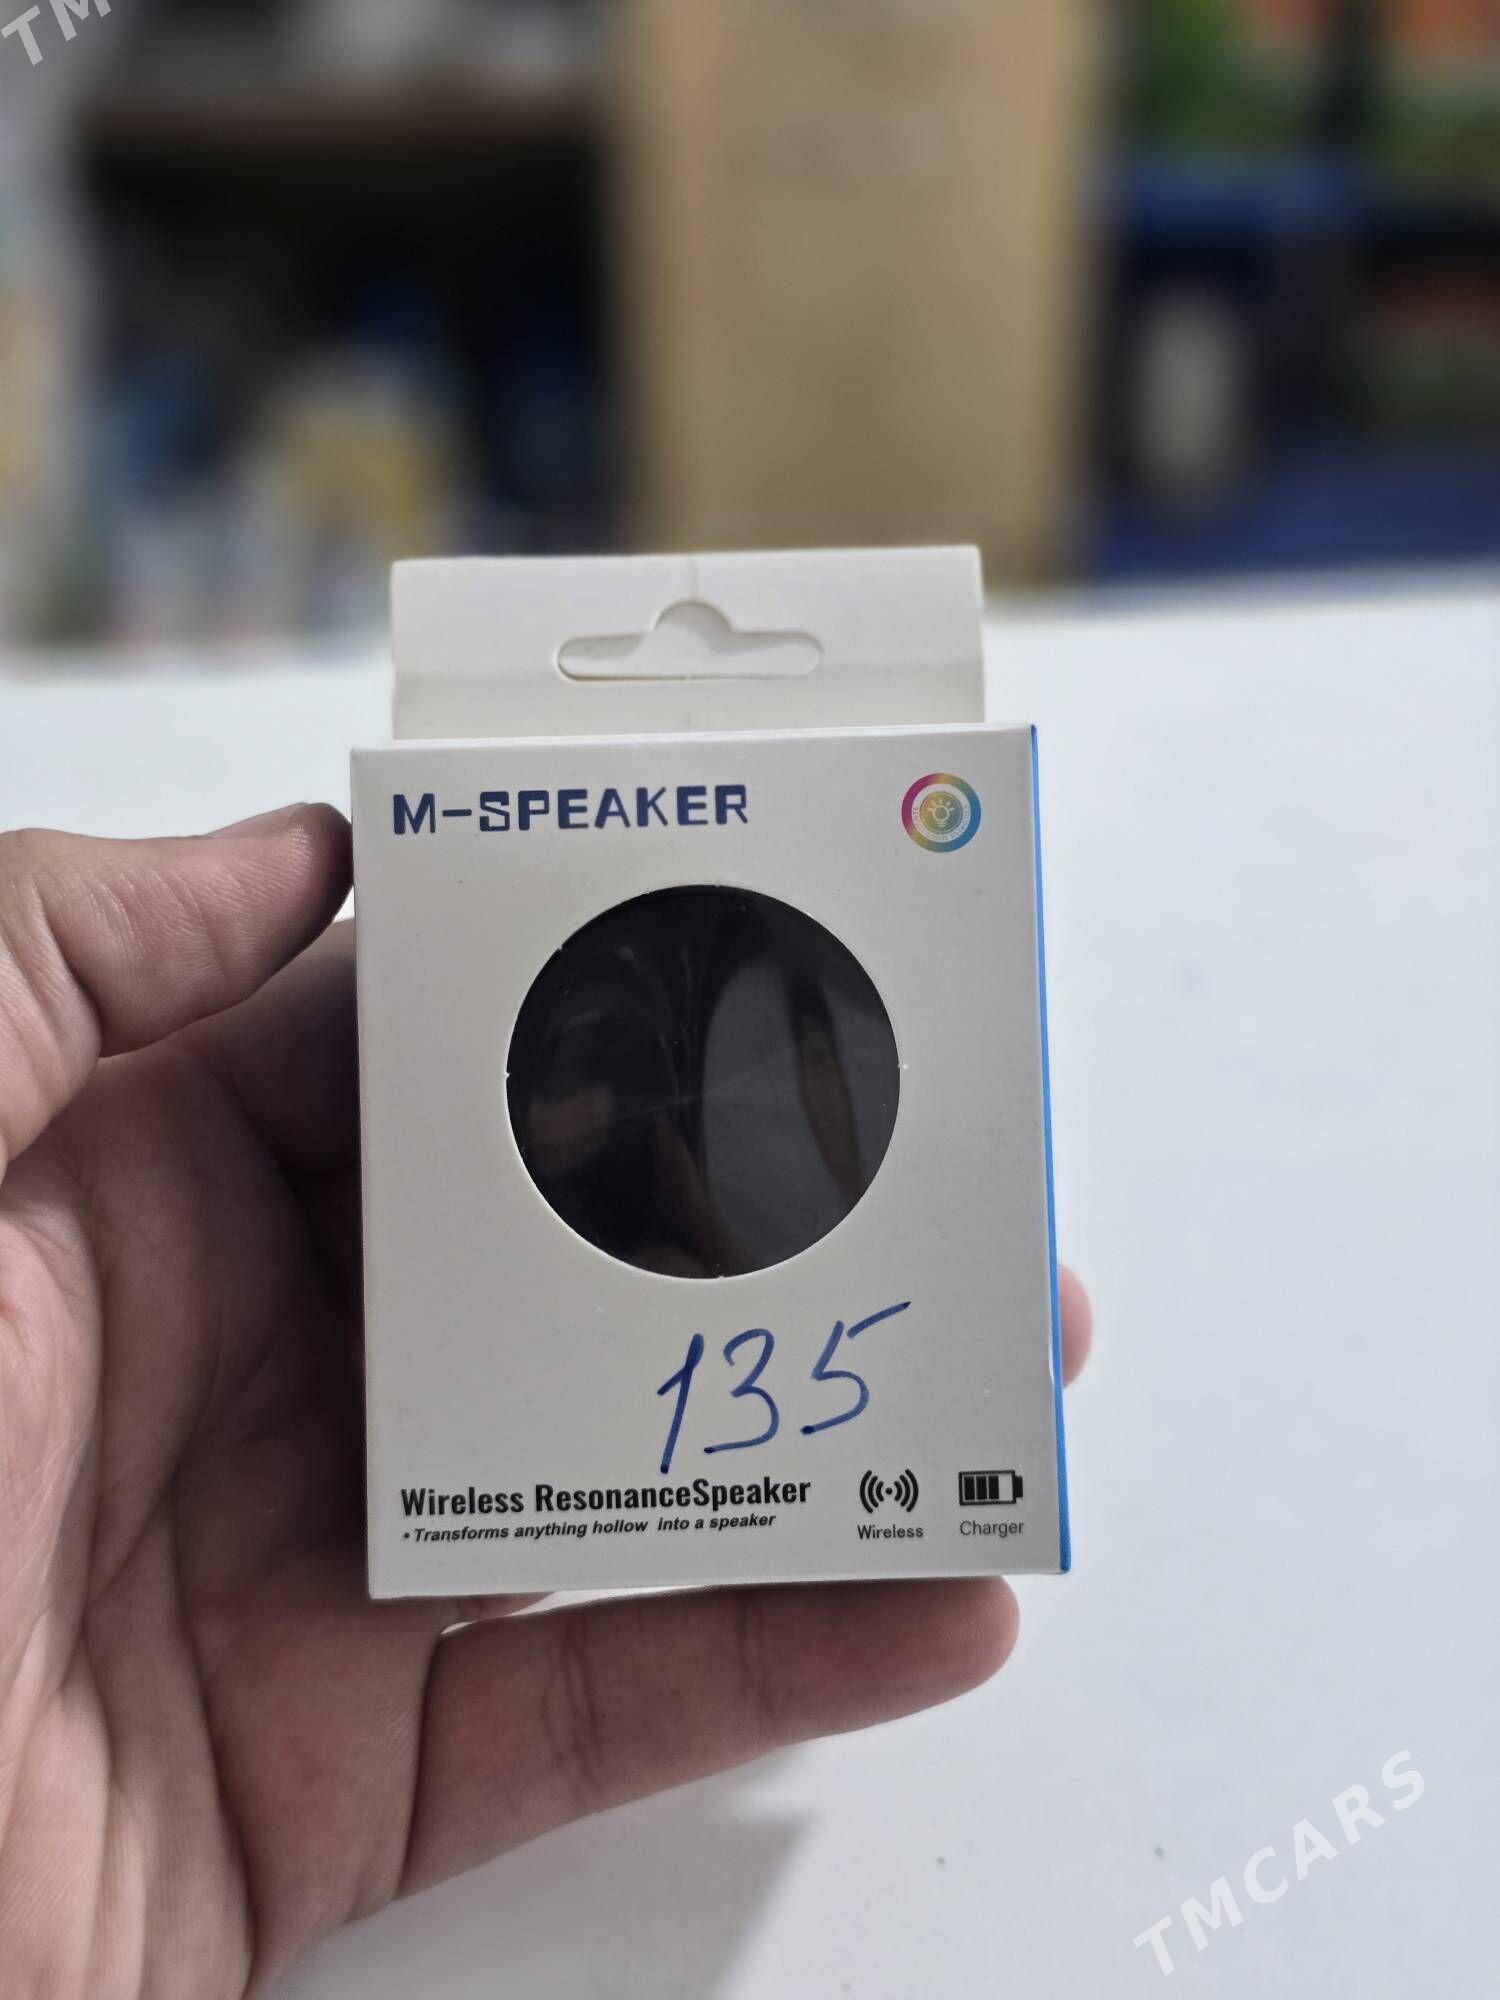 TM
M-SPEAKER
135
Wireless ResonanceSpeaker
• Transforms anything hollow into a speaker
Wireless
Charger
TMCARS